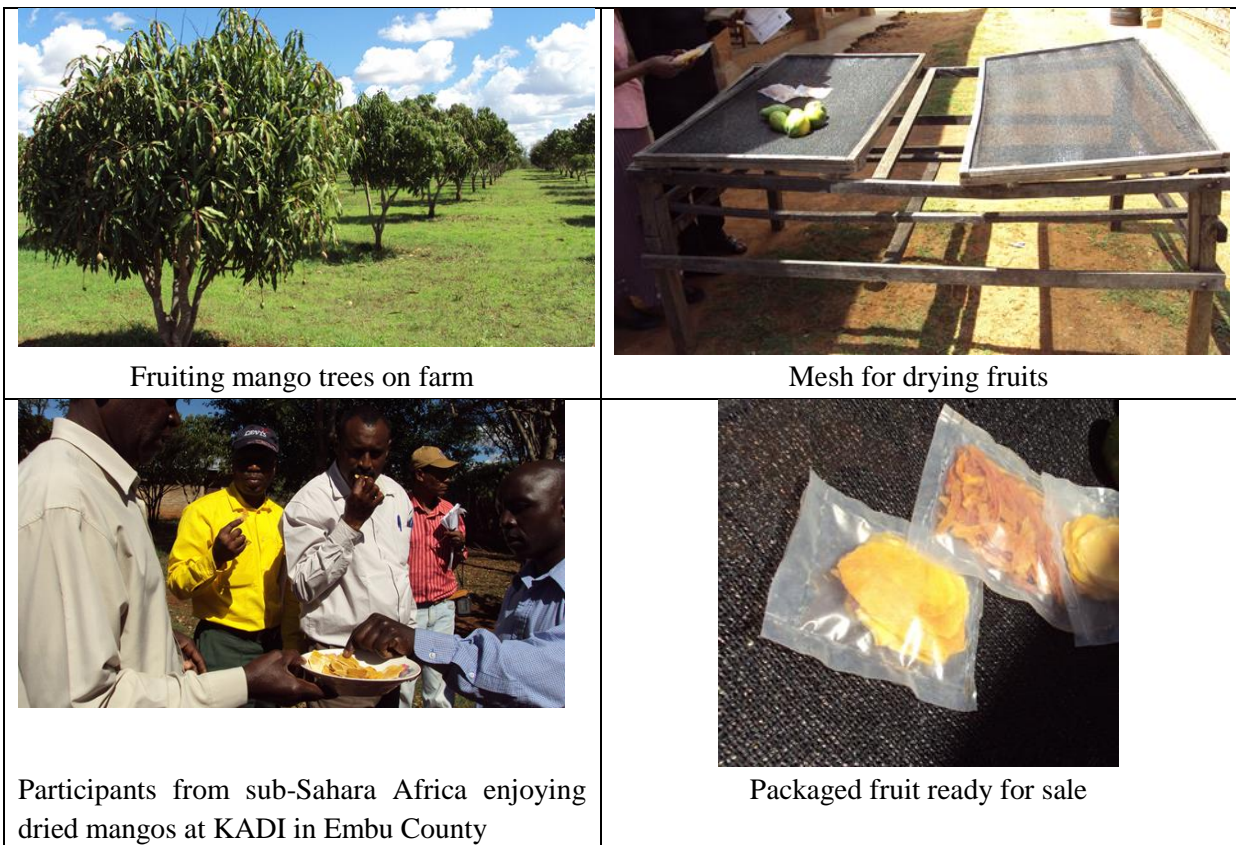 Fruiting mango trees on farm
Mesh for drying fruits
Participants from sub-Sahara Africa enjoying
dried mangos at KADI in Embu County
Packaged fruit ready for sale